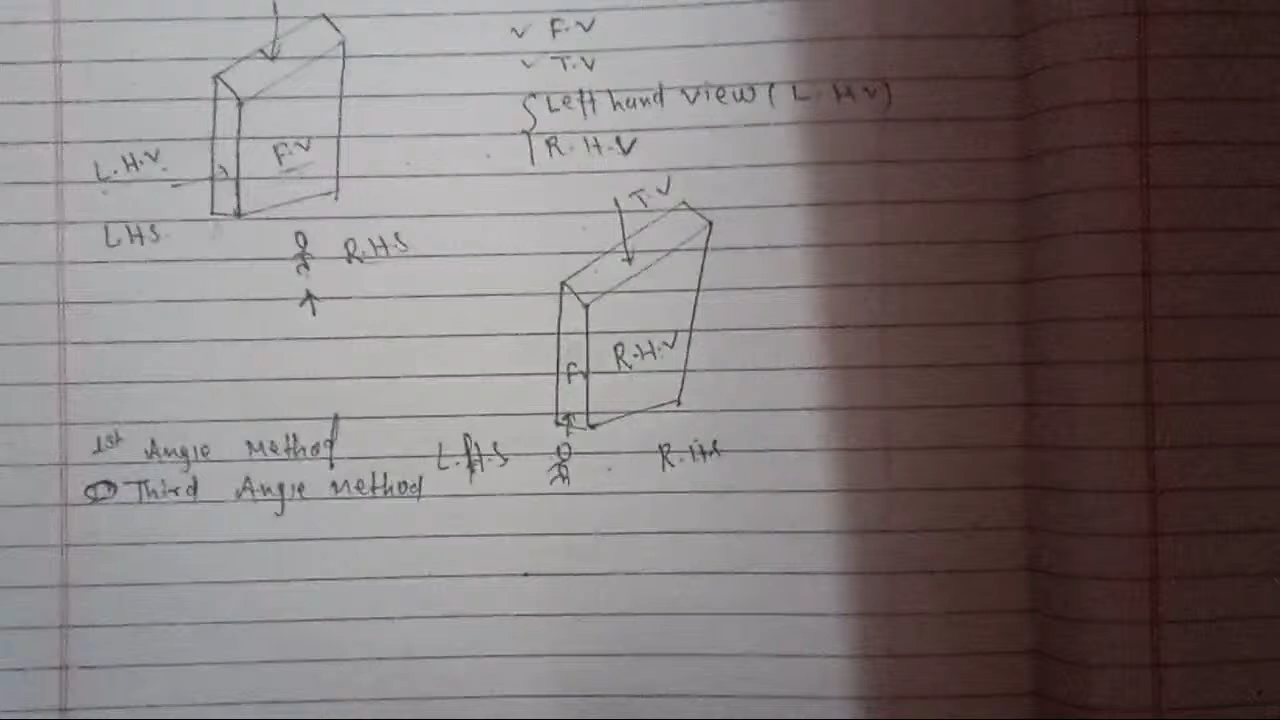 ✓ F.V
✓ T.V
Left hand view (L.H.V)
R.H.V
L.H.V
F.V
LHS
R.H.S
T.V
R.H.V
F.V
1st Angle Method
L.H.S
R.H.S
Third Angle Method